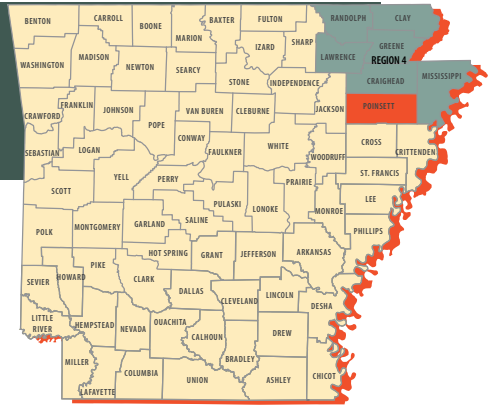 BENTON
CARROLL
BOONE
BAXTER
FULTON
RANDOLPH
CLAY
MARION
IZARD
SHARP
GREENE
LAWRENCE
REGION 4
WASHINGTON
MADISON
NEWTON
SEARCY
STONE
INDEPENDENCE
CRAIGHEAD
MISSISSIPPI
CRAWFORD
FRANKLIN
JOHNSON
POPE
VAN BUREN
CLEBURNE
JACKSON
POINSETT
SEBASTIAN
LOGAN
CONWAY
FAULKNER
WHITE
WOODRUFF
CROSS
CRITTENDEN
SCOTT
YELL
PERRY
PRAIRIE
ST. FRANCIS
LEE
POLK
MONTGOMERY
GARLAND
SALINE
PULASKI
LONOKE
MONROE
PHILLIPS
PIKE
HOT SPRING
GRANT
JEFFERSON
ARKANSAS
SEVIER
HOWARD
CLARK
DALLAS
CLEVELAND
LINCOLN
DESHA
LITTLE
RIVER
HEMPSTEAD
NEVADA
OUACHITA
CALHOUN
DREW
BRADLEY
MILLER
LAFAYETTE
COLUMBIA
UNION
ASHLEY
CHICOT